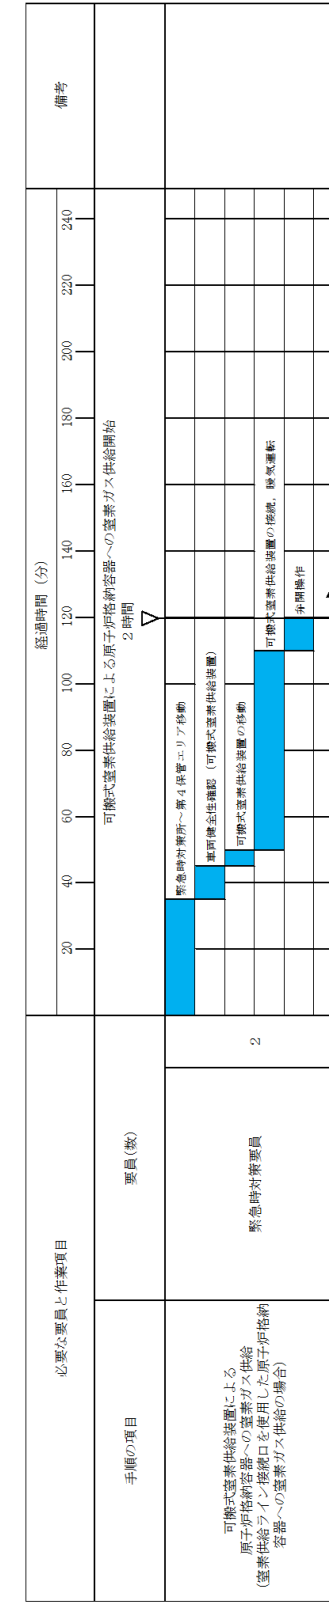 必要な要員と作業項目
経過時間（分）
備考
手順の項目
要員(数)
20
40
60
80
100
120
140
160
180
200
220
240
可搬式窒素供給装置による原子炉格納容器への窒素ガス供給開始
２時間
可搬式窒素供給装置による
原子炉格納容器への窒素ガス供給
(窒素供給ライン接続口を使用した原子炉格納
容器への窒素ガス供給の場合)
緊急時対策要員
２
緊急時対策所～第４保管エリア移動
車両健全性確認（可搬式窒素供給装置）
可搬式窒素供給装置の移動
可搬式窒素供給装置の接続，暖気運転
弁開操作